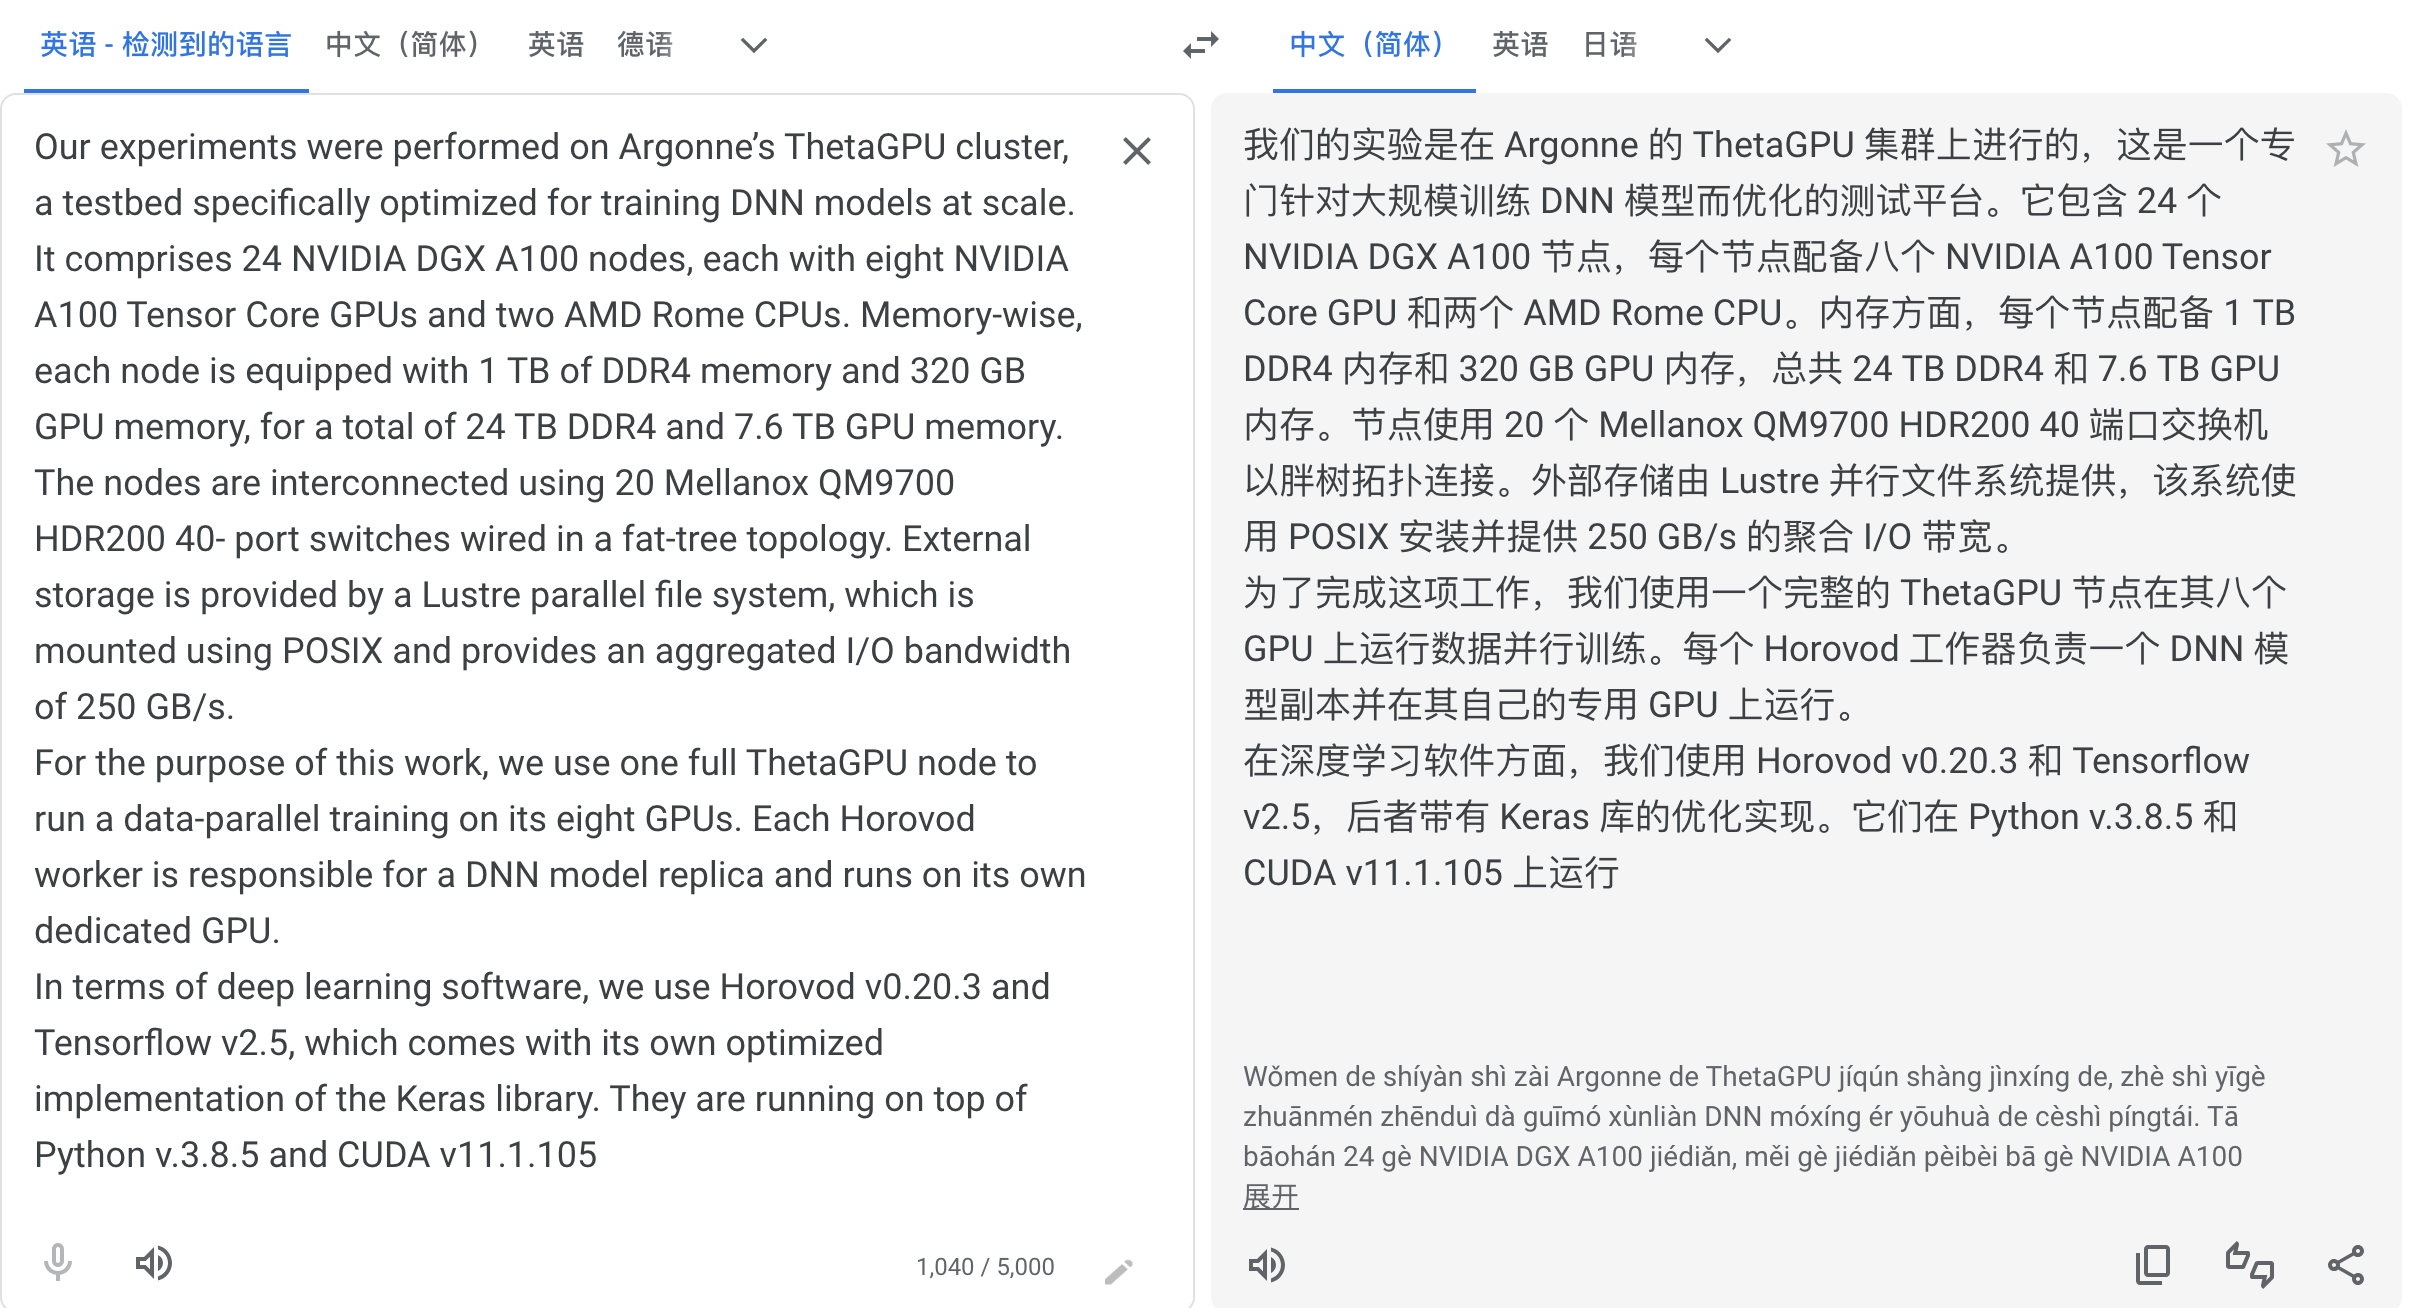 英语 - 检测到的语言 中文（简体） 英语 德语
中文（简体） 英语 日语
Our experiments were performed on Argonne’s ThetaGPU cluster,
a testbed specifically optimized for training DNN models at scale.
It comprises 24 NVIDIA DGX A100 nodes, each with eight NVIDIA
A100 Tensor Core GPUs and two AMD Rome CPUs. Memory-wise,
each node is equipped with 1 TB of DDR4 memory and 320 GB
GPU memory, for a total of 24 TB DDR4 and 7.6 TB GPU memory.
The nodes are interconnected using 20 Mellanox QM9700
HDR200 40- port switches wired in a fat-tree topology. External
storage is provided by a Lustre parallel file system, which is
mounted using POSIX and provides an aggregated I/O bandwidth
of 250 GB/s.
For the purpose of this work, we use one full ThetaGPU node to
run a data-parallel training on its eight GPUs. Each Horovod
worker is responsible for a DNN model replica and runs on its own
dedicated GPU.
In terms of deep learning software, we use Horovod v0.20.3 and
Tensorflow v2.5, which comes with its own optimized
implementation of the Keras library. They are running on top of
Python v.3.8.5 and CUDA v11.1.105
1,040 / 5,000
我们的实验是在 Argonne 的 ThetaGPU 集群上进行的，这是一个专
门针对大规模训练 DNN 模型而优化的测试平台。它包含 24 个
NVIDIA DGX A100 节点，每个节点配备八个 NVIDIA A100 Tensor
Core GPU 和两个 AMD Rome CPU。内存方面，每个节点配备 1 TB
DDR4 内存和 320 GB GPU 内存，总共 24 TB DDR4 和 7.6 TB GPU
内存。节点使用 20 个 Mellanox QM9700 HDR200 40 端口交换机
以胖树拓扑连接。外部存储由 Lustre 并行文件系统提供，该系统使
用 POSIX 安装并提供 250 GB/s 的聚合 I/O 带宽。
为了完成这项工作，我们使用一个完整的 ThetaGPU 节点在其八个
GPU 上运行数据并行训练。每个 Horovod 工作器负责一个 DNN 模
型副本并在其自己的专用 GPU 上运行。
在深度学习软件方面，我们使用 Horovod v0.20.3 和 Tensorflow
v2.5，后者带有 Keras 库的优化实现。它们在 Python v.3.8.5 和
CUDA v11.1.105 上运行
Wǒmen de shíyàn shì zài Argonne de ThetaGPU jíqún shàng jìnxíng de, zhè shì yīgè
zhuānmén zhēnduì dà guīmó xùnliàn DNN móxíng ér yōuhuà de cèshì píngtái. Tā
bāohán 24 gè NVIDIA DGX A100 jiédiǎn, měi gè jiédiǎn pèibèi bā gè NVIDIA A100
展开